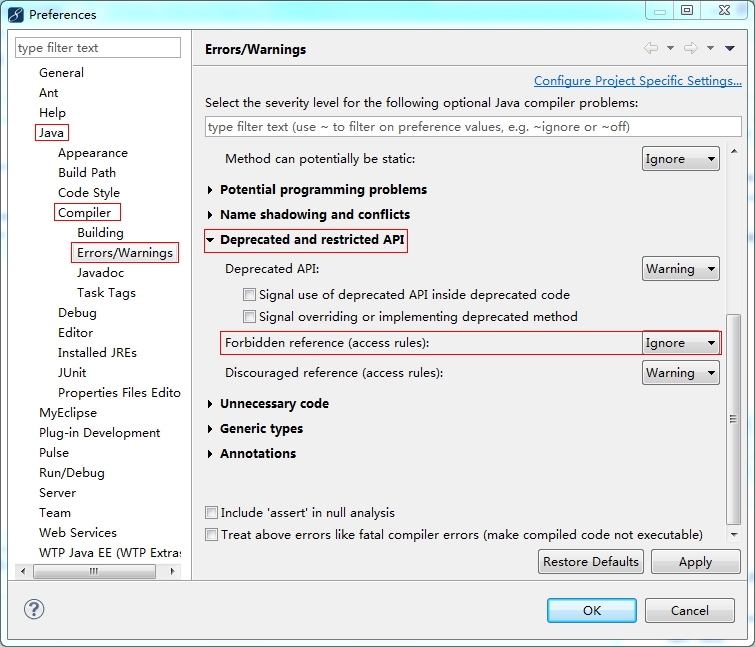 Preferences
type filter text
General
Ant
Help
Java
Appearance
Build Path
Code Style
Compiler
Building
Errors/Warnings
Javadoc
Task Tags
Debug
Editor
Installed JREs
JUnit
Properties Files Edito
MyEclipse
Plug-in Development
Pulse
Run/Debug
Server
Team
Web Services
WTP Java EE (WTP Extras
Errors/Warnings
Configure Project Specific Settings...
Select the severity level for the following optional Java compiler problems:
type filter text (use ~ to filter on preference values, e.g. ~ignore or ~off)
Method can potentially be static: Ignore
Potential programming problems
Name shadowing and conflicts
Deprecated and restricted API
Deprecated API: Warning
Signal use of deprecated API inside deprecated code
Signal overriding or implementing deprecated method
Forbidden reference (access rules): Ignore
Discouraged reference (access rules): Warning
Unnecessary code
Generic types
Annotations
Include 'assert' in null analysis
Treat above errors like fatal compiler errors (make compiled code not executable)
Restore Defaults Apply
? OK Cancel